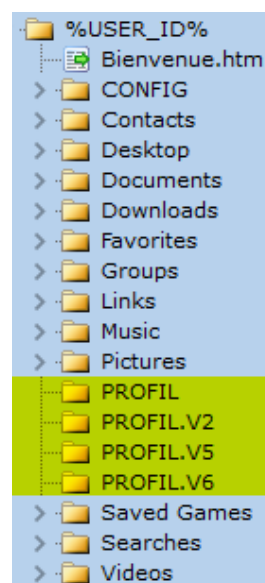 %USER_ID%
Bienvenue.htm
CONFIG
Contacts
Desktop
Documents
Downloads
Favorites
Groups
Links
Music
Pictures
PROFIL
PROFIL.V2
PROFIL.V5
PROFIL.V6
Saved Games
Searches
Videos